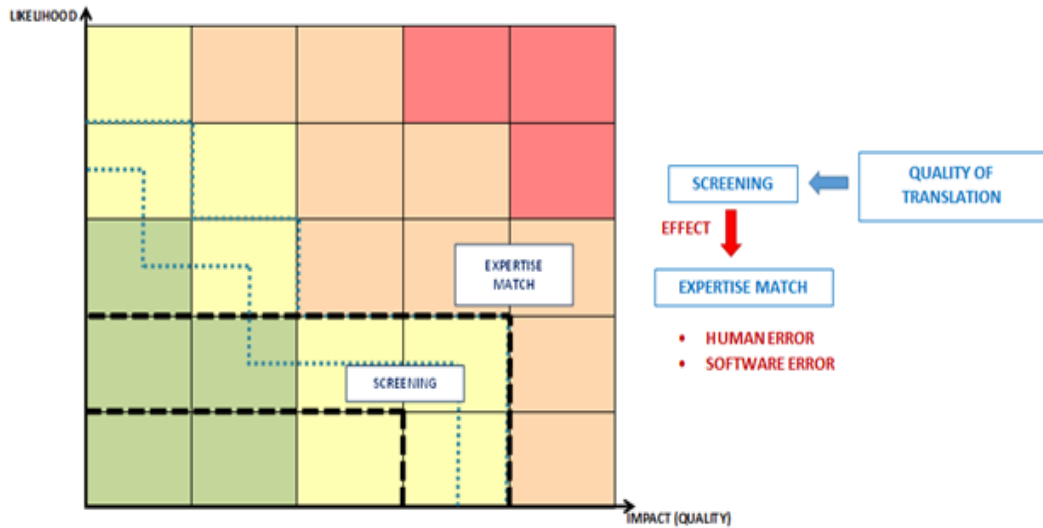 LIKELIHOOD
EXPERTISE
MATCH
SCREENING
IMPACT (QUALITY)
SCREENING
QUALITY OF
TRANSLATION
EFFECT
EXPERTISE MATCH
• HUMAN ERROR
• SOFTWARE ERROR